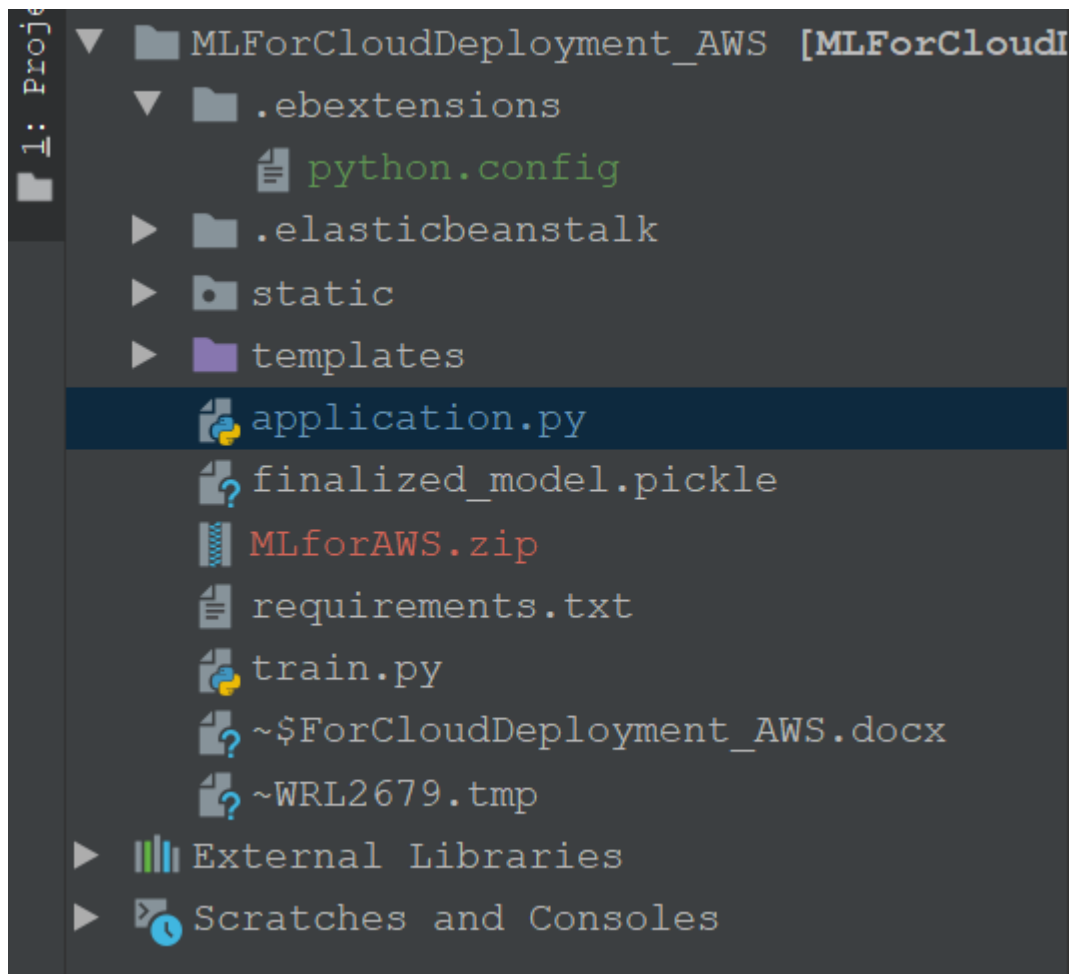 1: Proje
MLForCloudDeployment_AWS [MLForCloudD
.ebextensions
python.config
.elasticbeanstalk
static
templates
application.py
finalized_model.pickle
MLforAWS.zip
requirements.txt
train.py
~$ForCloudDeployment_AWS.docx
~WRL2679.tmp
External Libraries
Scratches and Consoles